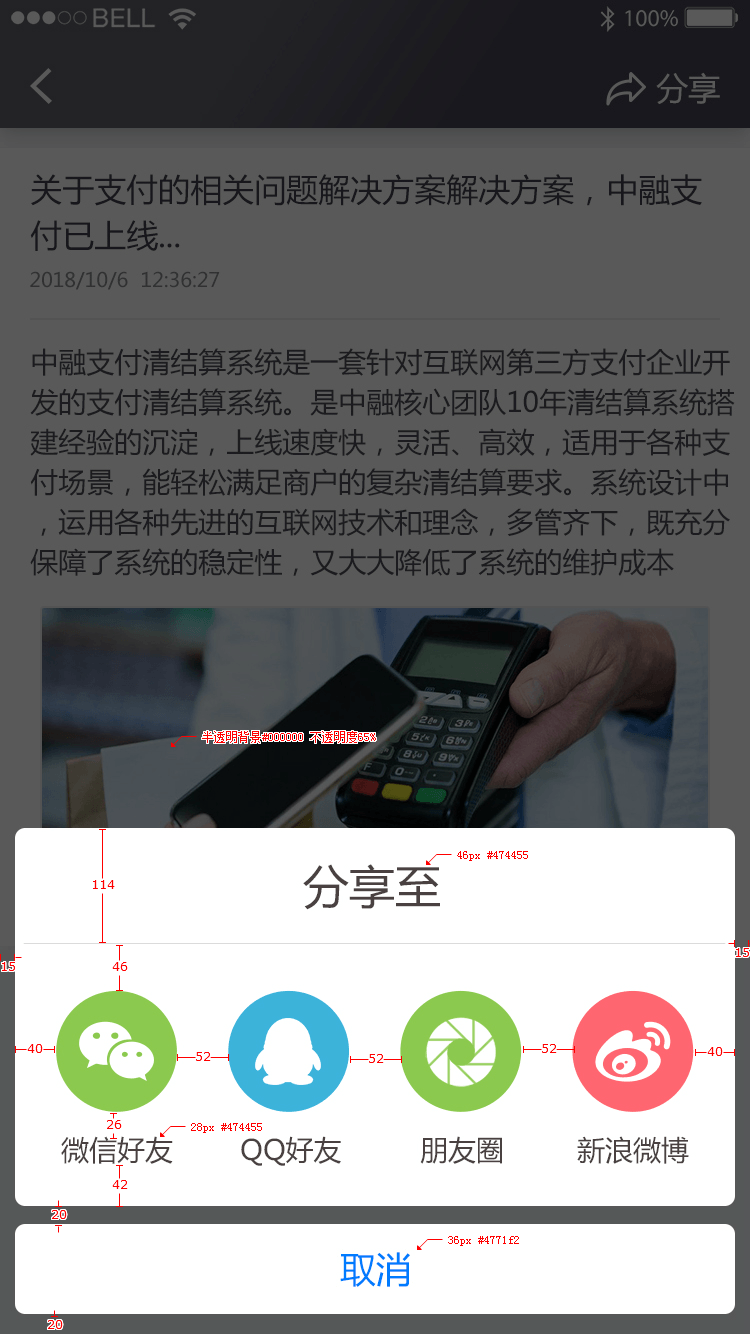 BELL 100%
分享
关于支付的相关问题解决方案解决方案，中融支
付已上线...
2018/10/6 12:36:27
中融支付清结算系统是一套针对互联网第三方支付企业开
发的支付清结算系统。是中融核心团队10年清结算系统搭
建经验的沉淀，上线速度快，灵活、高效，适用于各种支
付场景，能轻松满足商户的复杂清结算要求。系统设计中
，运用各种先进的互联网技术和理念，多管齐下，既充分
保障了系统的稳定性，又大大降低了系统的维护成本
半透明背景#000000 不透明度65%
46px #474455
分享至
114
15
15
46
40
52
52
52
40
26
28px #474455
微信好友
QQ好友
朋友圈
新浪微博
42
20
36px #4771f2
取消
20